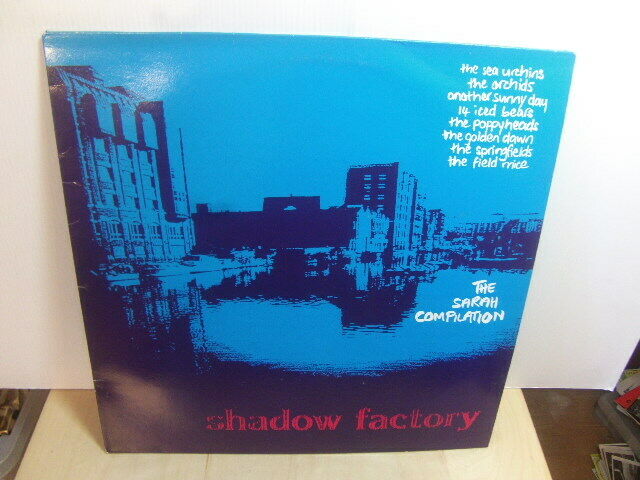 the sea urchins
the orchids
another sunny day
14 iced bears
the poppyheads
the golden dawn
the springfields
the field mice
THE
SARAH
COMPILATION
shadow factory